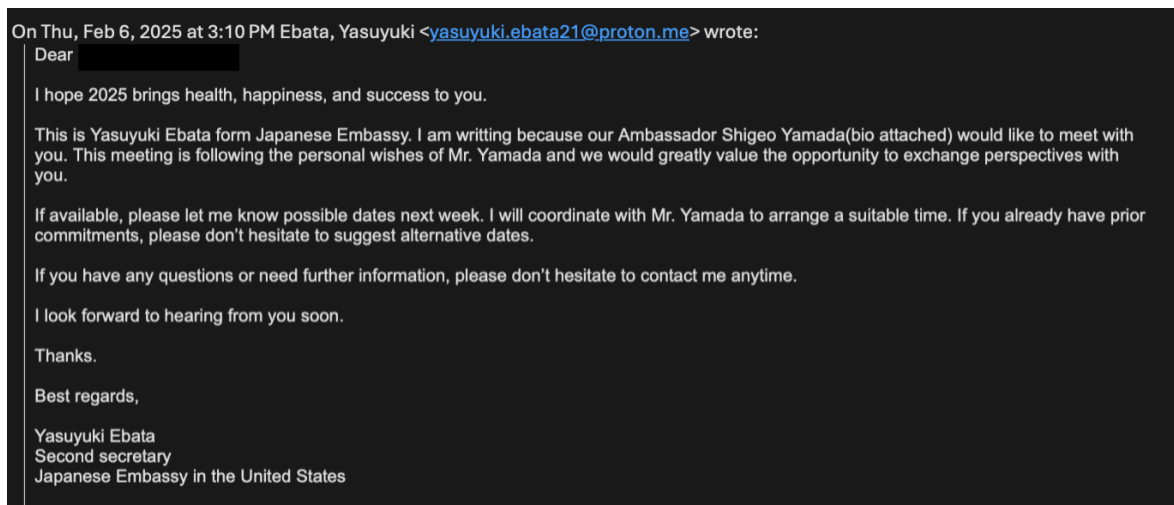 On Thu, Feb 6, 2025 at 3:10 PM Ebata, Yasuyuki <yasuyuki.ebata21@proton.me> wrote:
Dear
I hope 2025 brings health, happiness, and success to you.
This is Yasuyuki Ebata form Japanese Embassy. I am writting because our Ambassador Shigeo Yamada(bio attached) would like to meet with
you. This meeting is following the personal wishes of Mr. Yamada and we would greatly value the opportunity to exchange perspectives with
you.
If available, please let me know possible dates next week. I will coordinate with Mr. Yamada to arrange a suitable time. If you already have prior
commitments, please don't hesitate to suggest alternative dates.
If you have any questions or need further information, please don't hesitate to contact me anytime.
I look forward to hearing from you soon.
Thanks.
Best regards,
Yasuyuki Ebata
Second secretary
Japanese Embassy in the United States